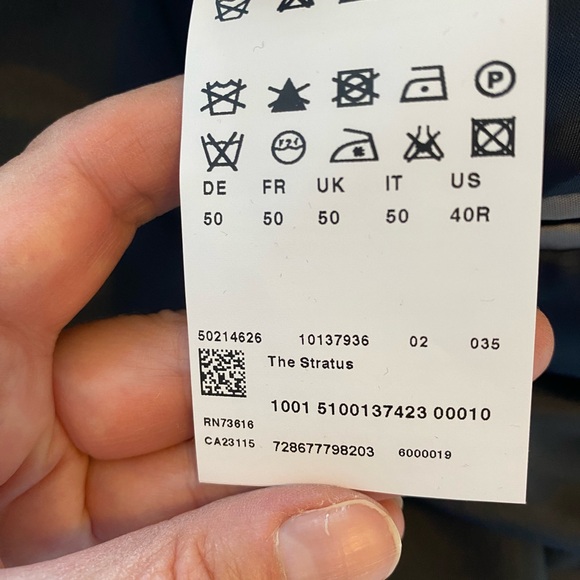 P
DE FR UK IT US
50 50 50 50 40R
50214626 10137936 02 035
The Stratus
1001 5100137423 00010
RN73616
CA23115 728677798203 6000019